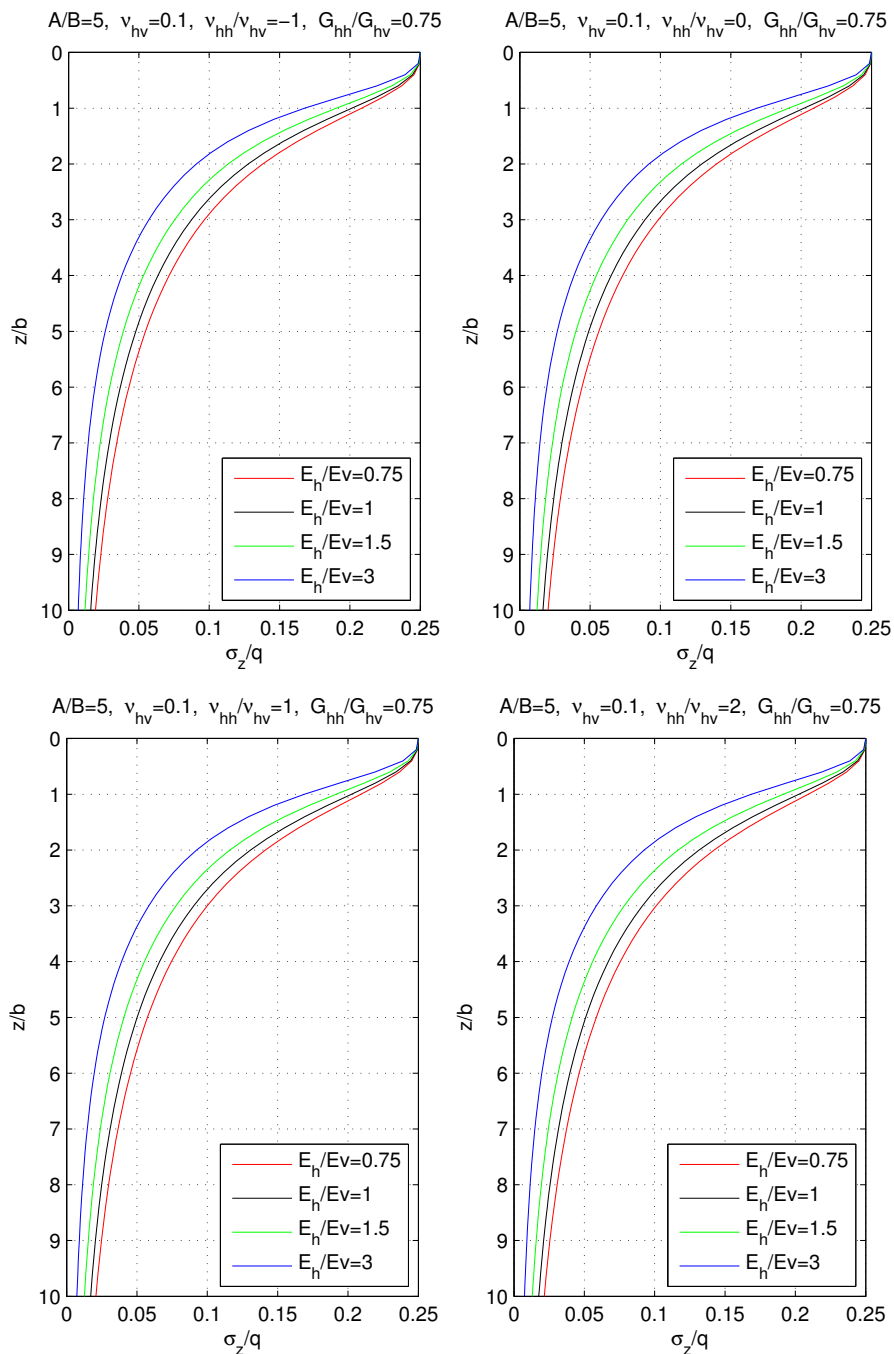 A/B=5, ν_hv=0.1, ν_hh/ν_hv=−1, G_hh/G_hv=0.75
0
1
2
3
4
5
6
7
8
9
10
z/b
0 0.05 0.1 0.15 0.2 0.25
σ_z/q
E_h/Ev=0.75
E_h/Ev=1
E_h/Ev=1.5
E_h/Ev=3
A/B=5, ν_hv=0.1, ν_hh/ν_hv=0, G_hh/G_hv=0.75
0
1
2
3
4
5
6
7
8
9
10
z/b
0 0.05 0.1 0.15 0.2 0.25
σ_z/q
E_h/Ev=0.75
E_h/Ev=1
E_h/Ev=1.5
E_h/Ev=3
A/B=5, ν_hv=0.1, ν_hh/ν_hv=1, G_hh/G_hv=0.75
0
1
2
3
4
5
6
7
8
9
10
z/b
0 0.05 0.1 0.15 0.2 0.25
σ_z/q
E_h/Ev=0.75
E_h/Ev=1
E_h/Ev=1.5
E_h/Ev=3
A/B=5, ν_hv=0.1, ν_hh/ν_hv=2, G_hh/G_hv=0.75
0
1
2
3
4
5
6
7
8
9
10
z/b
0 0.05 0.1 0.15 0.2 0.25
σ_z/q
E_h/Ev=0.75
E_h/Ev=1
E_h/Ev=1.5
E_h/Ev=3